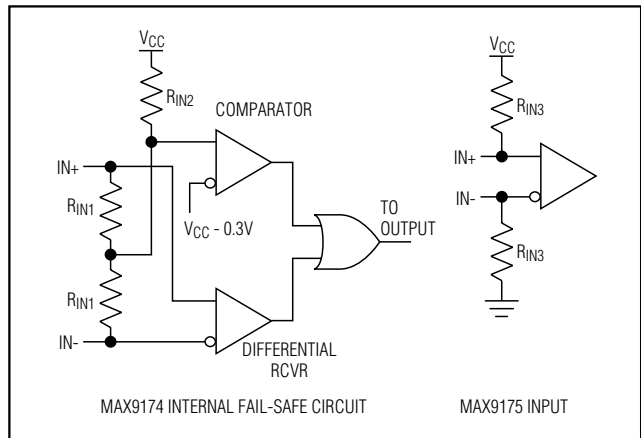 VCC
RIN2
COMPARATOR
IN+
RIN1
VCC - 0.3V
TO
OUTPUT
RIN1
IN-
DIFFERENTIAL
RCVR
MAX9174 INTERNAL FAIL-SAFE CIRCUIT
VCC
RIN3
IN+
IN-
RIN3
MAX9175 INPUT